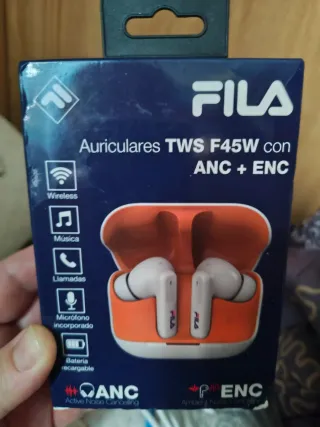 FILA
Auriculares TWS F45W con
ANC + ENC
Wireless
Música
Llamadas
Micrófono
incorporado
Batería
recargable
FILA
FILA
ANC
Active Noise Cancelling
ENC